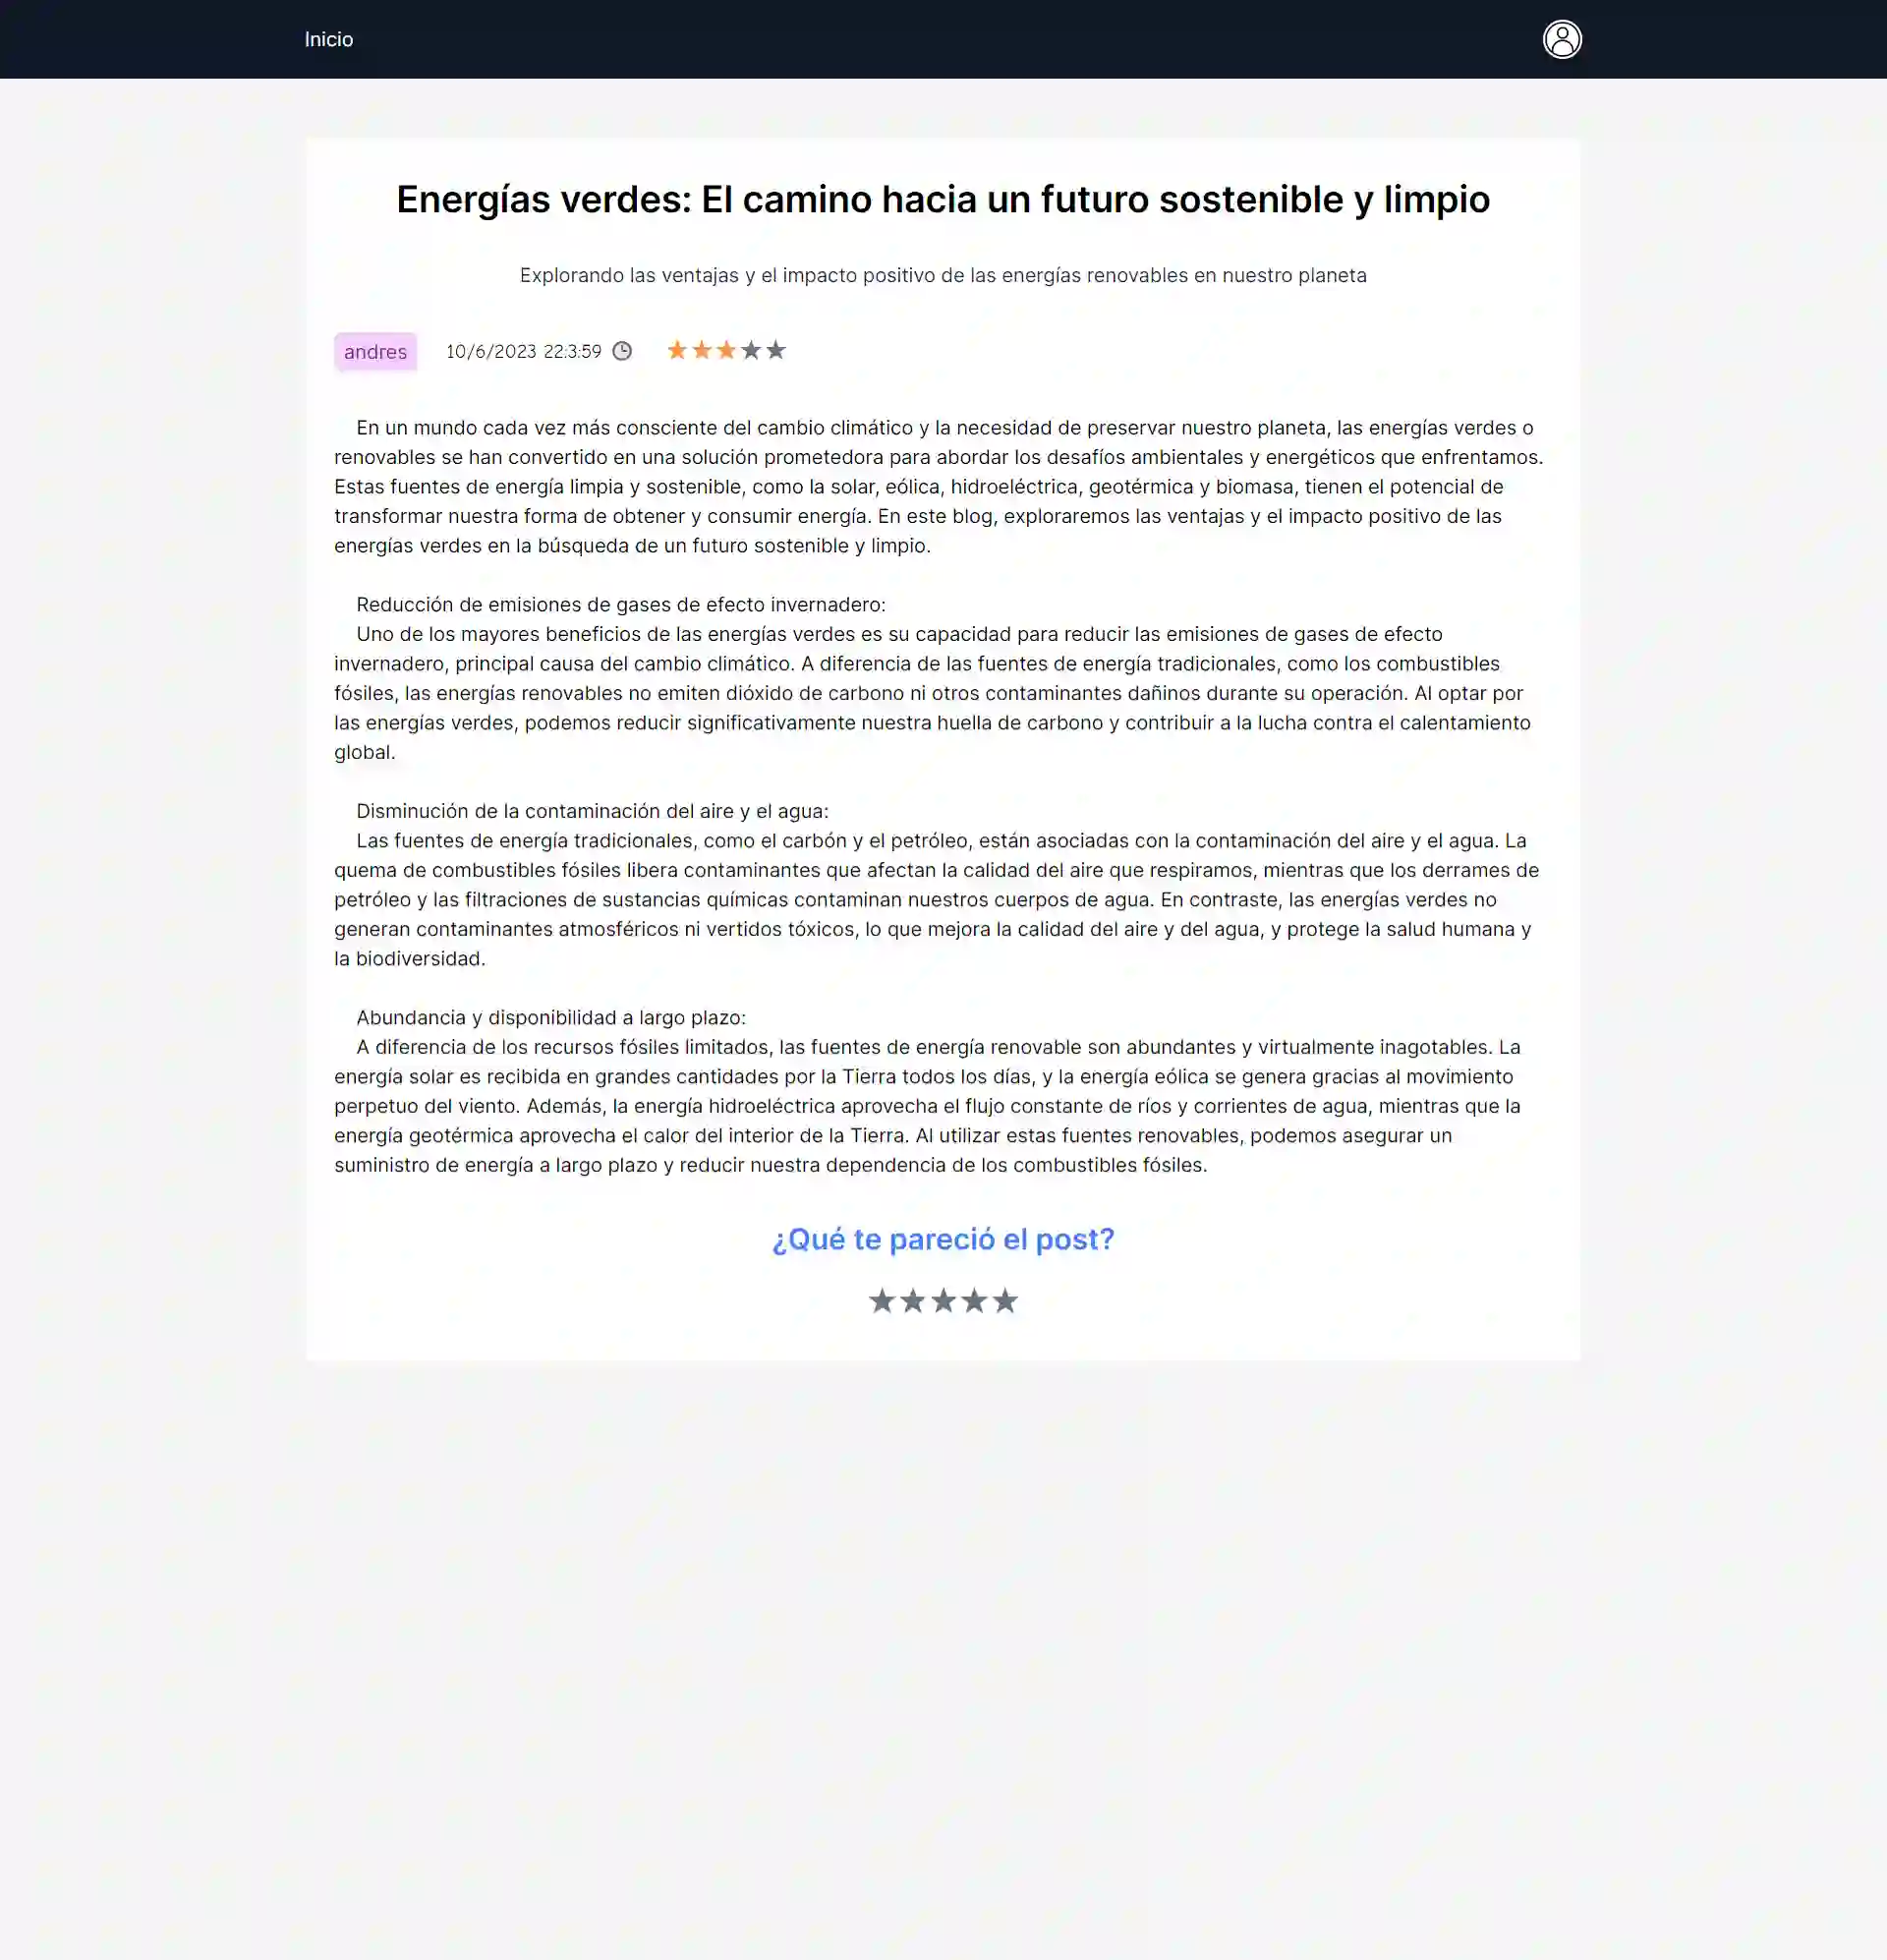 Inicio
Energías verdes: El camino hacia un futuro sostenible y limpio
Explorando las ventajas y el impacto positivo de las energías renovables en nuestro planeta
andres 10/6/2023 22:3:59
En un mundo cada vez más consciente del cambio climático y la necesidad de preservar nuestro planeta, las energías verdes o
renovables se han convertido en una solución prometedora para abordar los desafíos ambientales y energéticos que enfrentamos.
Estas fuentes de energía limpia y sostenible, como la solar, eólica, hidroeléctrica, geotérmica y biomasa, tienen el potencial de
transformar nuestra forma de obtener y consumir energía. En este blog, exploraremos las ventajas y el impacto positivo de las
energías verdes en la búsqueda de un futuro sostenible y limpio.
Reducción de emisiones de gases de efecto invernadero:
Uno de los mayores beneficios de las energías verdes es su capacidad para reducir las emisiones de gases de efecto
invernadero, principal causa del cambio climático. A diferencia de las fuentes de energía tradicionales, como los combustibles
fósiles, las energías renovables no emiten dióxido de carbono ni otros contaminantes dañinos durante su operación. Al optar por
las energías verdes, podemos reducir significativamente nuestra huella de carbono y contribuir a la lucha contra el calentamiento
global.
Disminución de la contaminación del aire y el agua:
Las fuentes de energía tradicionales, como el carbón y el petróleo, están asociadas con la contaminación del aire y el agua. La
quema de combustibles fósiles libera contaminantes que afectan la calidad del aire que respiramos, mientras que los derrames de
petróleo y las filtraciones de sustancias químicas contaminan nuestros cuerpos de agua. En contraste, las energías verdes no
generan contaminantes atmosféricos ni vertidos tóxicos, lo que mejora la calidad del aire y del agua, y protege la salud humana y
la biodiversidad.
Abundancia y disponibilidad a largo plazo:
A diferencia de los recursos fósiles limitados, las fuentes de energía renovable son abundantes y virtualmente inagotables. La
energía solar es recibida en grandes cantidades por la Tierra todos los días, y la energía eólica se genera gracias al movimiento
perpetuo del viento. Además, la energía hidroeléctrica aprovecha el flujo constante de ríos y corrientes de agua, mientras que la
energía geotérmica aprovecha el calor del interior de la Tierra. Al utilizar estas fuentes renovables, podemos asegurar un
suministro de energía a largo plazo y reducir nuestra dependencia de los combustibles fósiles.
¿Qué te pareció el post?